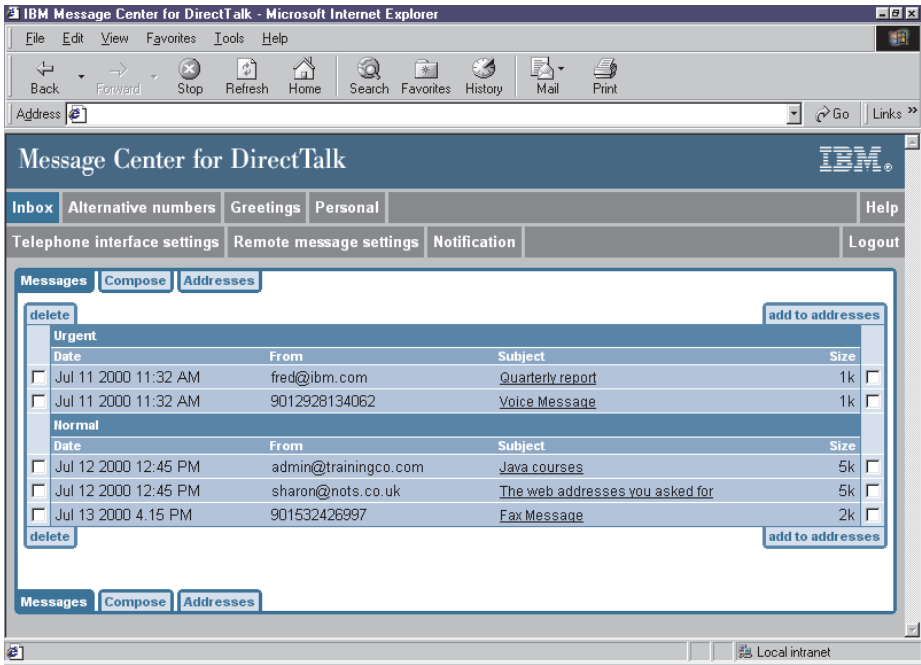 IBM Message Center for DirectTalk - Microsoft Internet Explorer
File Edit View Favorites Tools Help
Back Forward Stop Refresh Home Search Favorites History Mail Print
Address Go Links »
Message Center for DirectTalk IBM®
Inbox Alternative numbers Greetings Personal Help
Telephone interface settings Remote message settings Notification Logout
Messages Compose Addresses
delete add to addresses
Urgent
Date From Subject Size
Jul 11 2000 11:32 AM fred@ibm.com Quarterly report 1k
Jul 11 2000 11:32 AM 9012928134062 Voice Message 1k
Normal
Date From Subject Size
Jul 12 2000 12:45 PM admin@trainingco.com Java courses 5k
Jul 12 2000 12:45 PM sharon@nots.co.uk The web addresses you asked for 5k
Jul 13 2000 4.15 PM 901532426997 Fax Message 2k
delete add to addresses
Messages Compose Addresses
Local intranet